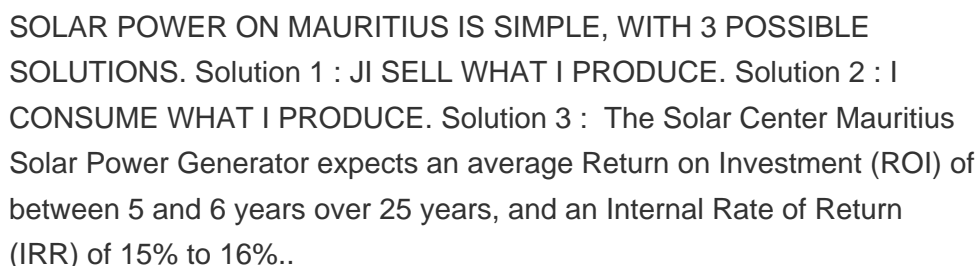 SOLAR POWER ON MAURITIUS IS SIMPLE, WITH 3 POSSIBLE
SOLUTIONS. Solution 1 : JI SELL WHAT I PRODUCE. Solution 2 : I
CONSUME WHAT I PRODUCE. Solution 3 :  The Solar Center Mauritius
Solar Power Generator expects an average Return on Investment (ROI) of
between 5 and 6 years over 25 years, and an Internal Rate of Return
(IRR) of 15% to 16%..